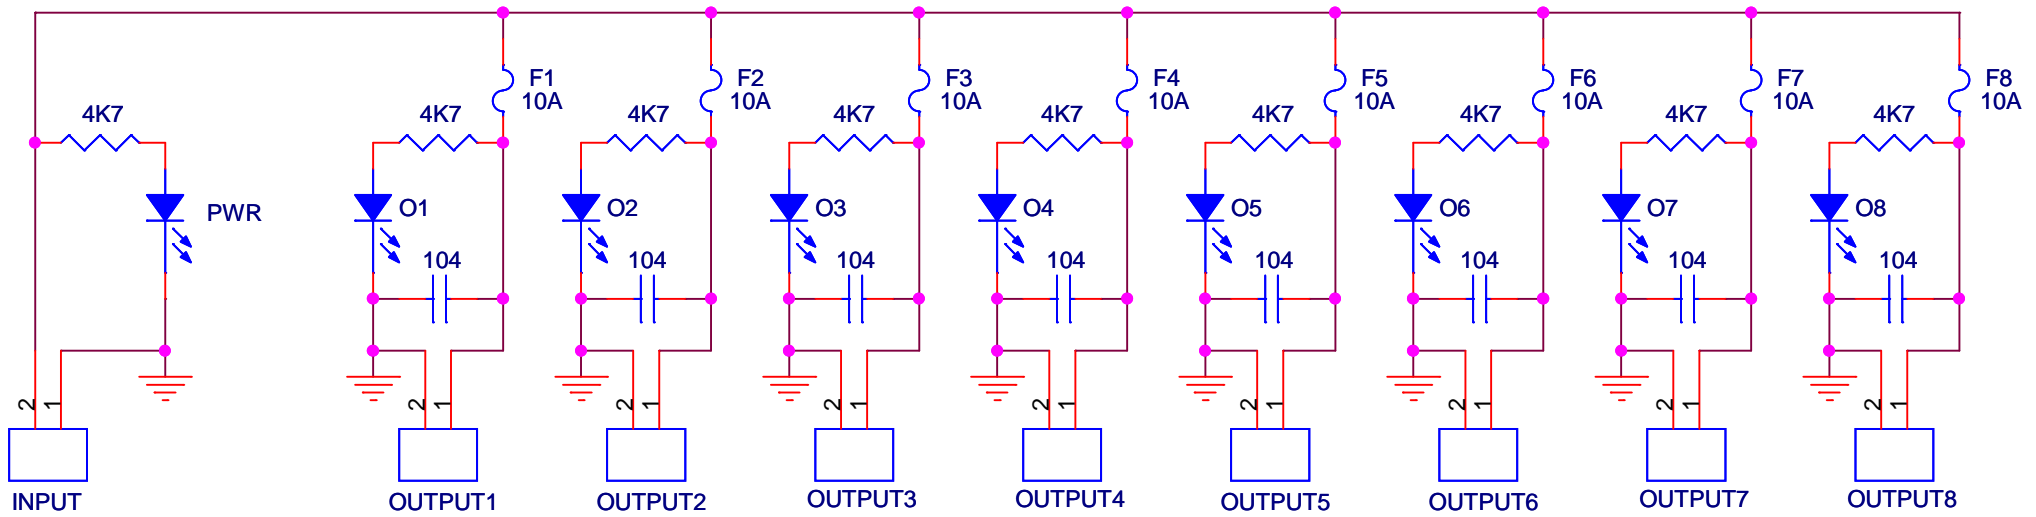 F1 F2 F3 F4 F5 F6 F7 F8
10A 10A 10A 10A 10A 10A 10A 10A
4K7 4K7 4K7 4K7 4K7 4K7 4K7 4K7 4K7
PWR O1 O2 O3 O4 O5 O6 O7 O8
104 104 104 104 104 104 104 104
2 1 2 1 2 1 2 1 2 1 2 1 2 1 2 1 2 1
INPUT OUTPUT1 OUTPUT2 OUTPUT3 OUTPUT4 OUTPUT5 OUTPUT6 OUTPUT7 OUTPUT8